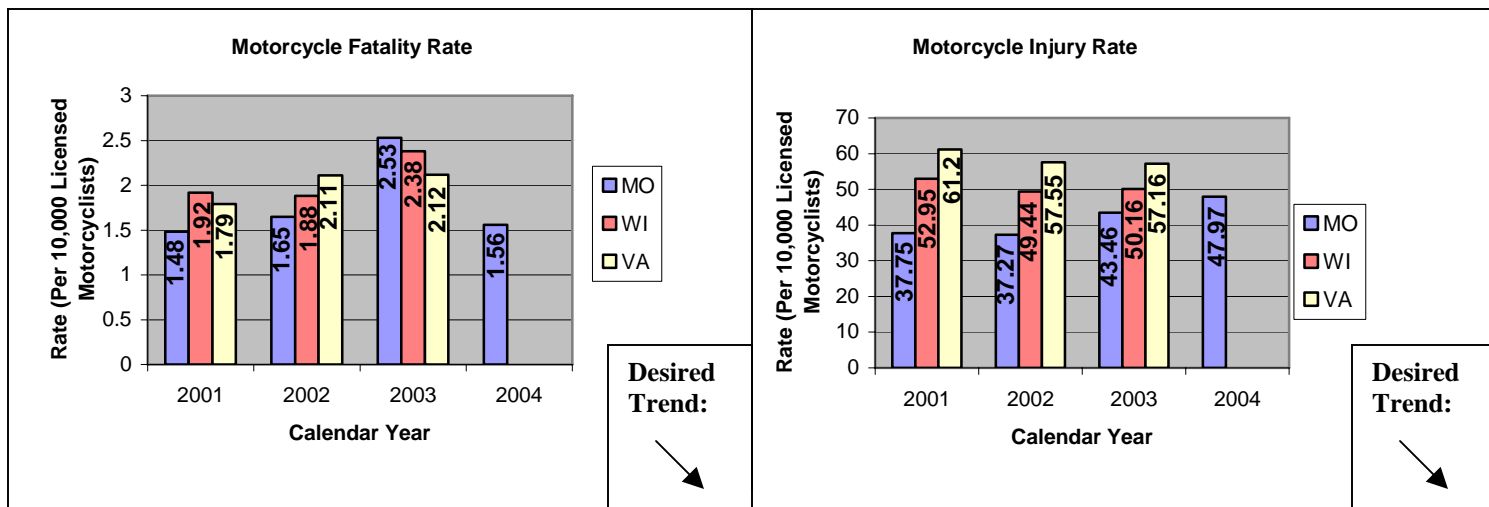 Motorcycle Fatality Rate
Rate (Per 10,000 Licensed
Motorcyclists)
3
2.5
2
1.5
1
0.5
0
1.48
1.92
1.79
1.65
1.88
2.11
2.53
2.38
2.12
1.56
2001
2002
2003
2004
Calendar Year
MO
WI
VA
Desired
Trend:
Motorcycle Injury Rate
Rate (Per 10,000 Licensed
Motorcyclists)
70
60
50
40
30
20
10
0
37.75
52.95
61.2
37.27
49.44
57.55
43.46
50.16
57.16
47.97
2001
2002
2003
2004
Calendar Year
MO
WI
VA
Desired
Trend: